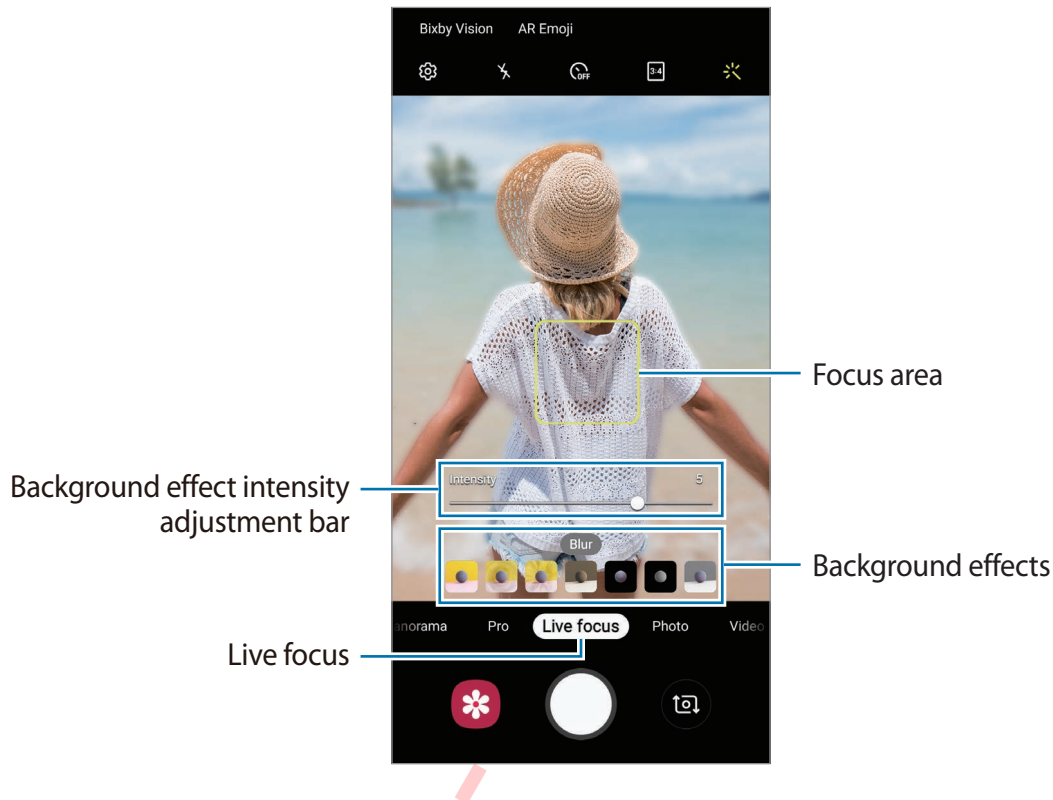 Bixby Vision AR Emoji
OFF 3:4
Focus area
Intensity 5
Background effect intensity
adjustment bar
Blur
Background effects
anorama Pro Live focus Photo Video
Live focus